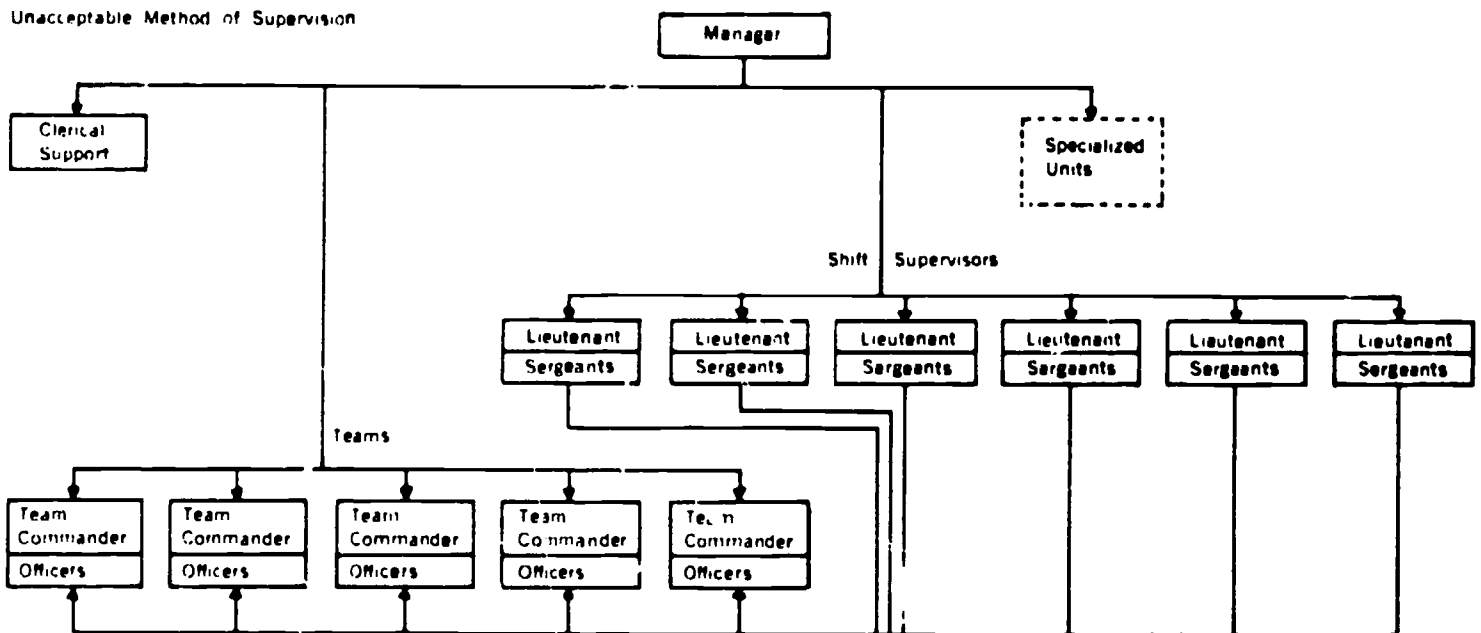 Unacceptable Method of Supervision
Manager
Clerical
Support
Specialized
Units
Shift Supervisors
Lieutenant
Sergeants
Lieutenant
Sergeants
Lieutenant
Sergeants
Lieutenant
Sergeants
Lieutenant
Sergeants
Lieutenant
Sergeants
Teams
Team
Commander
Officers
Team
Commander
Officers
Team
Commander
Officers
Team
Commander
Officers
Team
Commander
Officers